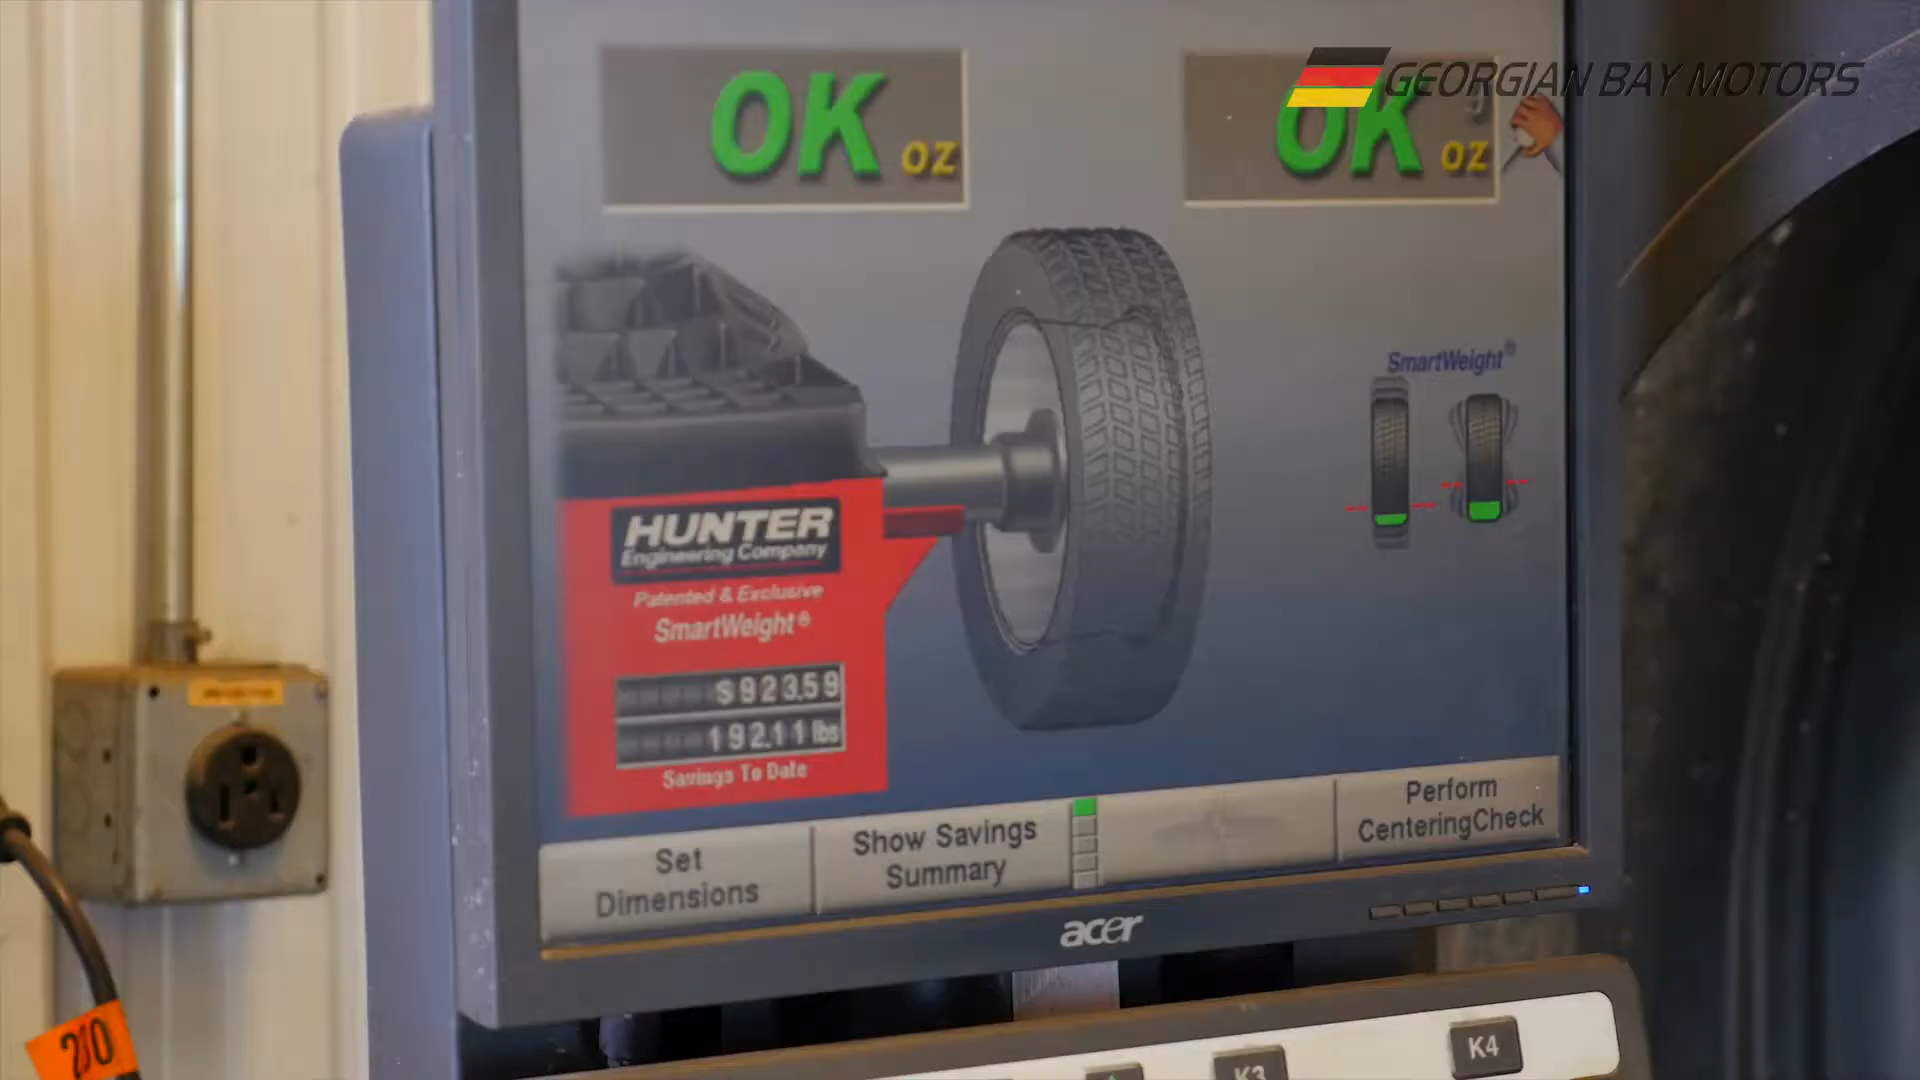 GEORGIAN BAY MOTORS
OK oz
OK oz
SmartWeight®
HUNTER
Engineering Company
Patented & Exclusive
SmartWeight®
$923.59
192.11 lbs
Savings To Date
Set
Dimensions
Show Savings
Summary
Perform
CenteringCheck
acer
K3
K4
210